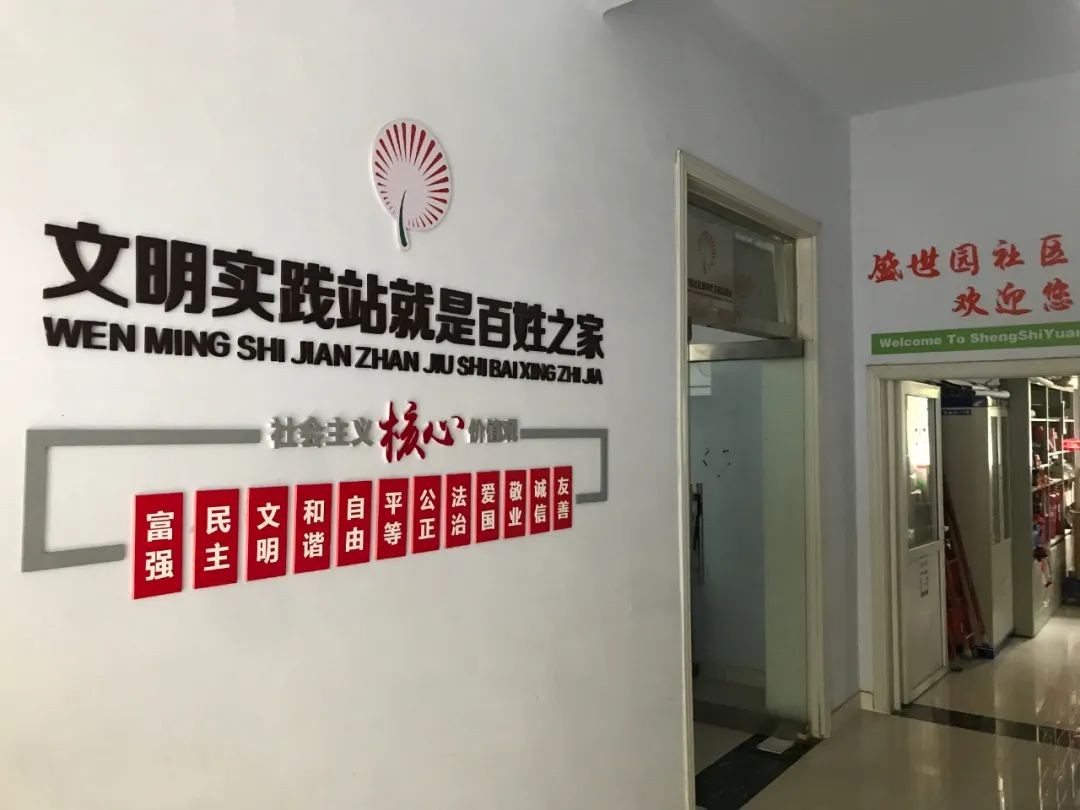 文明实践站就是百姓之家
WEN MING SHI JIAN ZHAN JIU SHI BAI XING ZHI JIA
社会主义核心价值观
富强 民主 文明 和谐 自由 平等 公正 法治 爱国 敬业 诚信 友善
盛世园社区
欢迎您
Welcome To ShengShiYuan